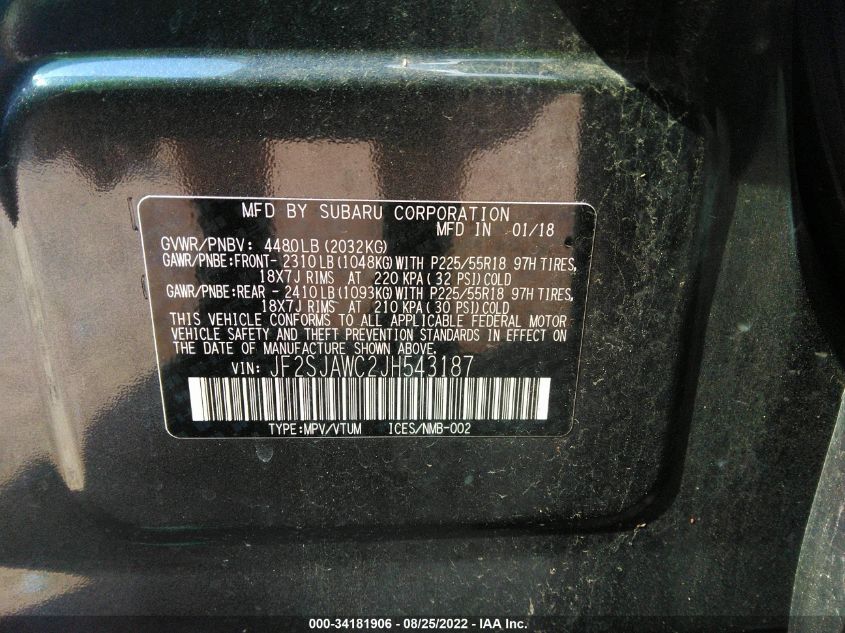 MFD BY SUBARU CORPORATION
MFD IN 01/18
GVWR/PNBV: 4480LB(2032KG)
GAWR/PNBE:FRONT- 2310LB(1048KG)WITH P225/55R18 97H TIRES,
18X7J RIMS AT 220 KPA(32 PSI)COLD
GAWR/PNBE:REAR - 2410LB(1093KG)WITH P225/55R18 97H TIRES,
18X7J RIMS AT 210 KPA(30 PSI)COLD
THIS VEHICLE CONFORMS TO ALL APPLICABLE FEDERAL MOTOR
VEHICLE SAFETY AND THEFT PREVENTION STANDARDS IN EFFECT ON
THE DATE OF MANUFACTURE SHOWN ABOVE.
VIN: JF2SJAWC2JH543187
TYPE:MPV/VTUM ICES/NMB-002
000-34181906 - 08/25/2022 - IAA Inc.